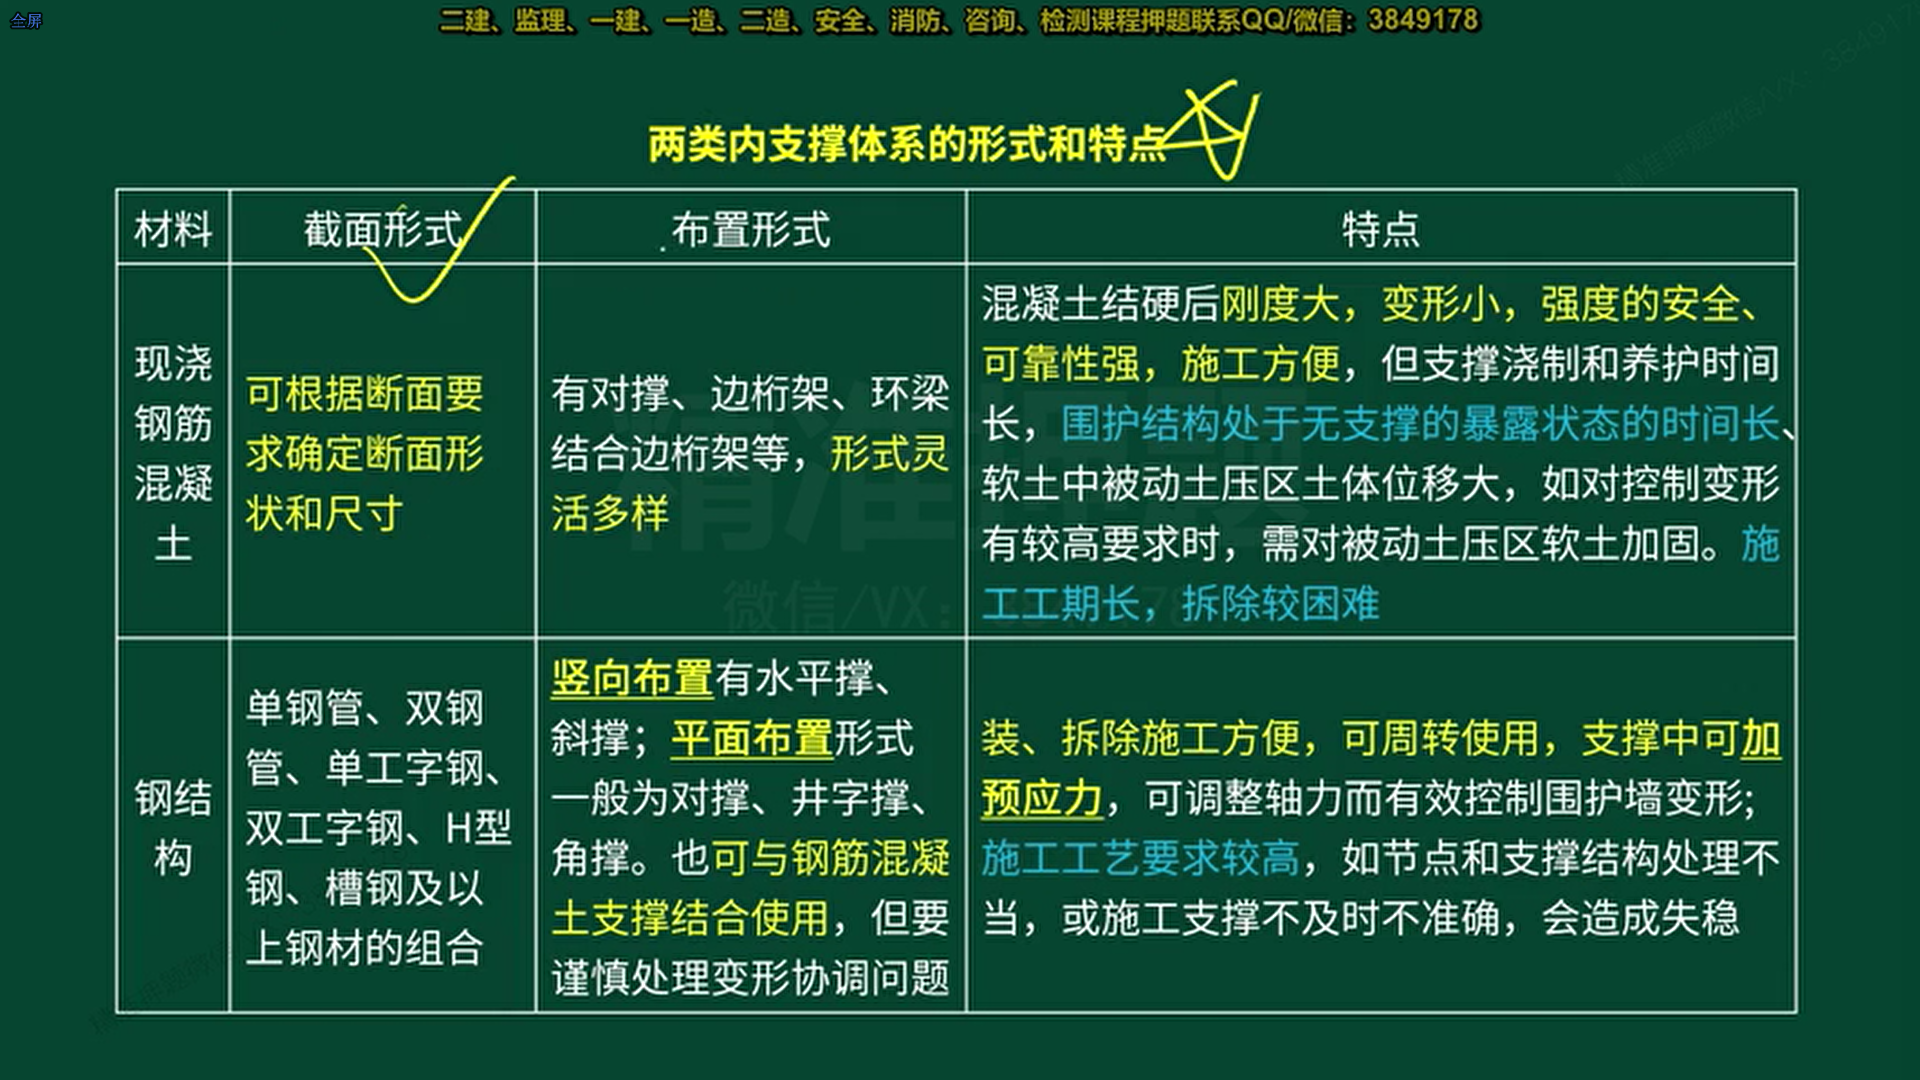 全屏
二建、监理、一建、一造、二造、安全、消防、咨询、检测课程押题联系QQ/微信：3849178
两类内支撑体系的形式和特点
材料
截面形式
布置形式
特点
现浇
钢筋
混凝
土
可根据断面要
求确定断面形
状和尺寸
有对撑、边桁架、环梁
结合边桁架等，形式灵
活多样
混凝土结硬后刚度大，变形小，强度的安全、
可靠性强，施工方便，但支撑浇制和养护时间
长，围护结构处于无支撑的暴露状态的时间长、
软土中被动土压区土体位移大，如对控制变形
有较高要求时，需对被动土压区软土加固。施
工工期长，拆除较困难
钢结
构
单钢管、双钢
管、单工字钢、
双工字钢、H型
钢、槽钢及以
上钢材的组合
竖向布置有水平撑、
斜撑；平面布置形式
一般为对撑、井字撑、
角撑。也可与钢筋混凝
土支撑结合使用，但要
谨慎处理变形协调问题
装、拆除施工方便，可周转使用，支撑中可加
预应力，可调整轴力而有效控制围护墙变形；
施工工艺要求较高，如节点和支撑结构处理不
当，或施工支撑不及时不准确，会造成失稳
精准押题
微信/VX：3849178